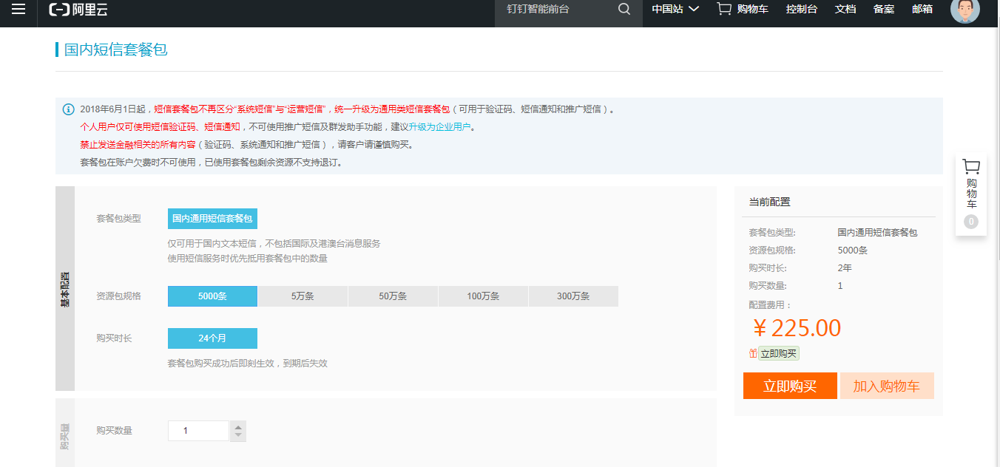 阿里云
钉钉智能前台
中国站 购物车 控制台 文档 备案 邮箱
国内短信套餐包
2018年6月1日起，短信套餐包不再区分“系统短信”与“运营短信”，统一升级为通用类短信套餐包（可用于验证码、短信通知和推广短信）。
个人用户仅可使用短信验证码、短信通知，不可使用推广短信及群发助手功能，建议升级为企业用户。
禁止发送金融相关的所有内容（验证码、系统通知和推广短信），请客户请谨慎购买。
套餐包在账户欠费时不可使用，已使用套餐包剩余资源不支持退订。
基本配置
套餐包类型 国内通用短信套餐包
仅可用于国内文本短信，不包括国际及港澳台消息服务
使用短信服务时优先抵用套餐包中的数量
资源包规格 5000条 5万条 50万条 100万条 300万条
购买时长 24个月
套餐包购买成功后即刻生效，到期后失效
购买量
购买数量 1
当前配置
套餐包类型: 国内通用短信套餐包
资源包规格: 5000条
购买时长: 2年
购买数量: 1
配置费用：
￥225.00
立即购买
立即购买 加入购物车
购物车
0